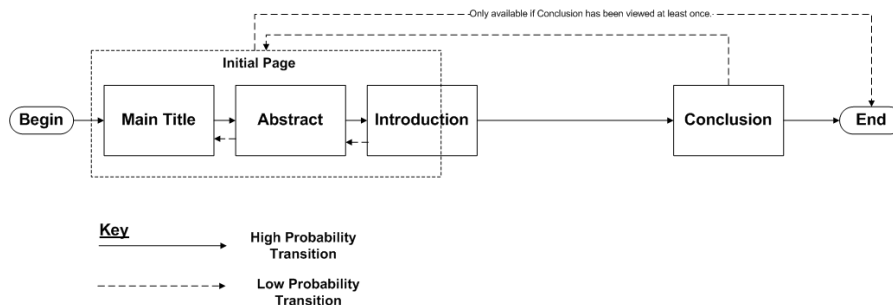 Only available if Conclusion has been viewed at least once.
Initial Page
Begin
Main Title
Abstract
Introduction
Conclusion
End
Key
High Probability
Transition
Low Probability
Transition